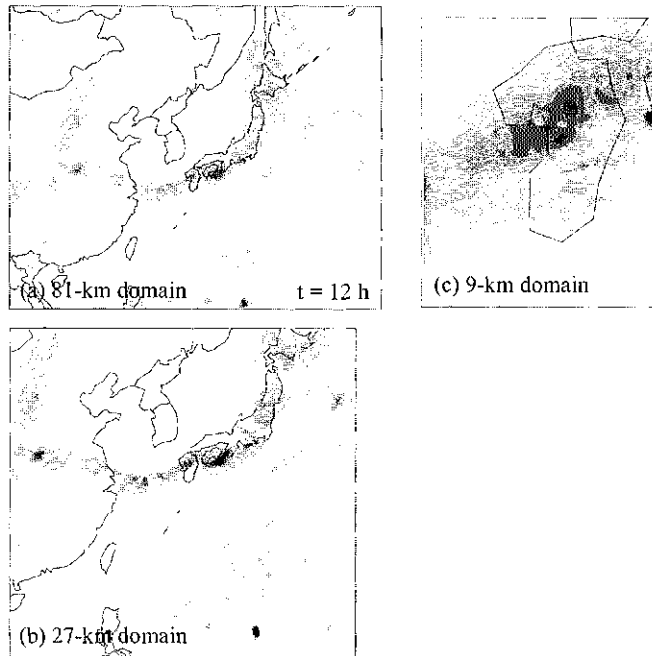 (a) 81-km domain
t = 12 h
(b) 27-km domain
(c) 9-km domain